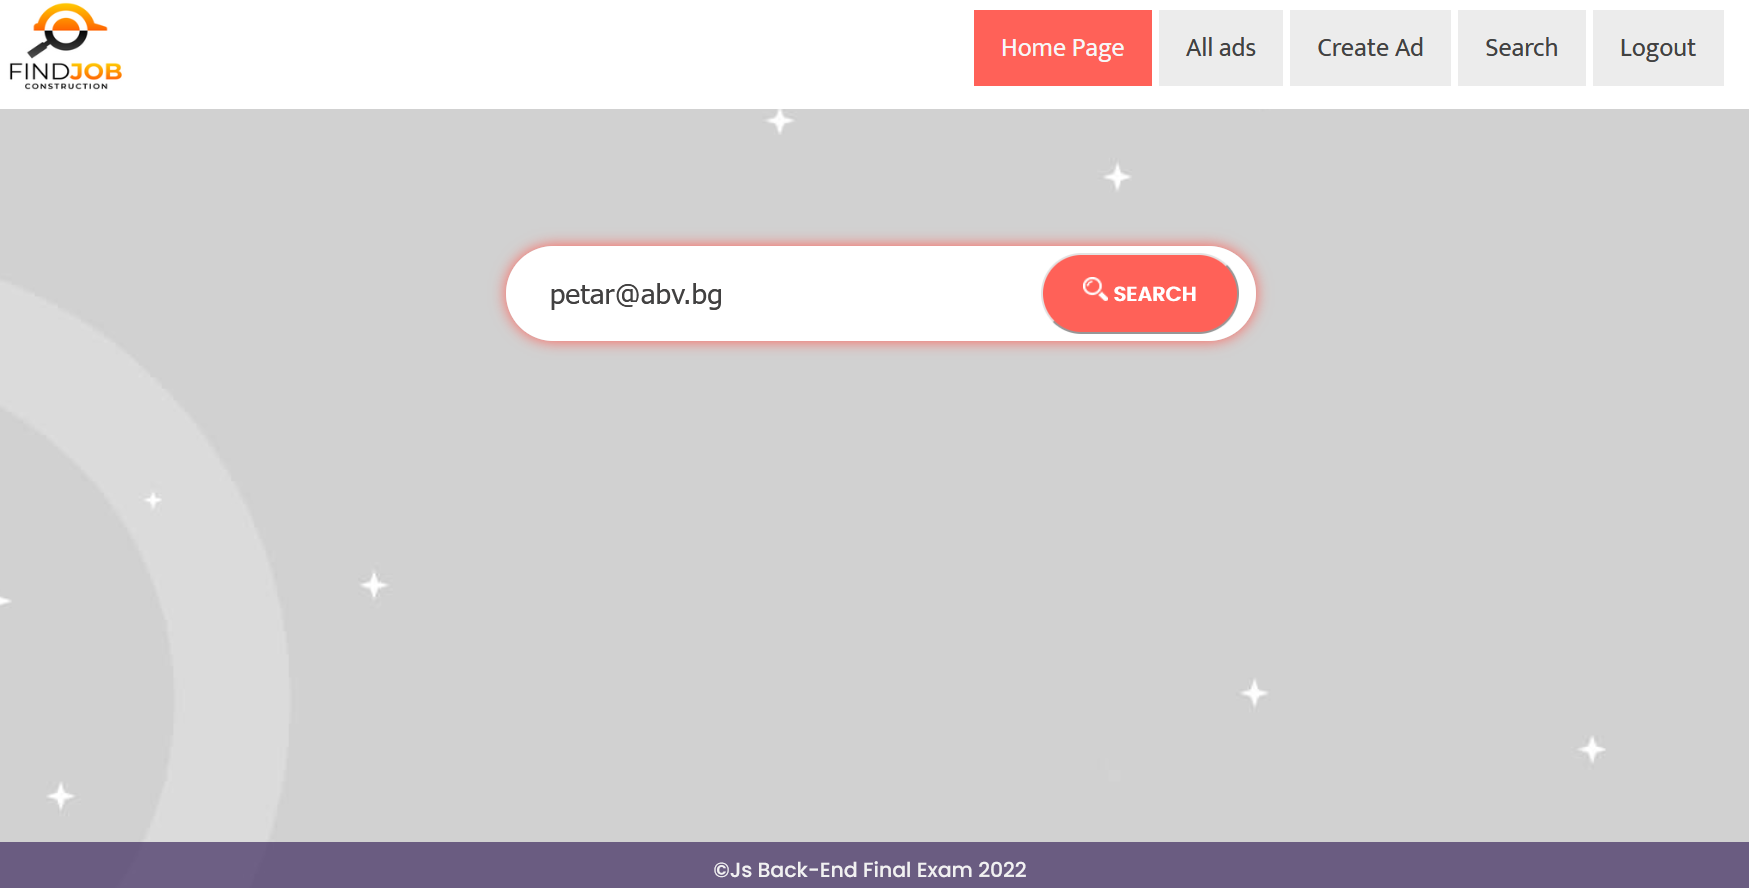 FINDJOB
CONSTRUCTION
Home Page
All ads
Create Ad
Search
Logout
petar@abv.bg
SEARCH
©Js Back-End Final Exam 2022